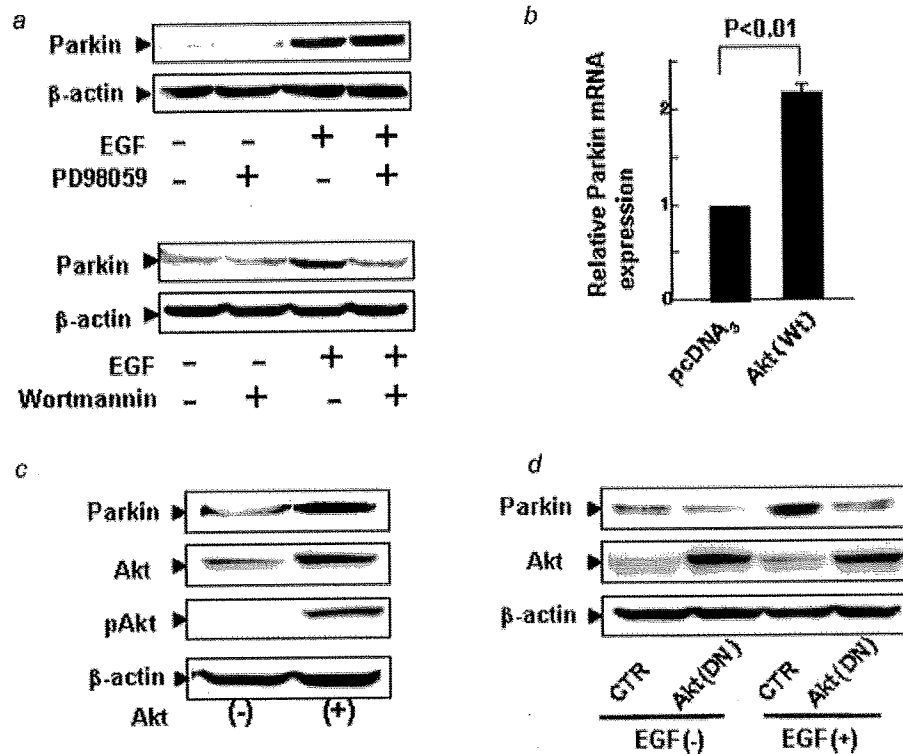 a
Parkin
β-actin
EGF - - + +
PD98059 - + - +
Parkin
β-actin
EGF - - + +
Wortmannin - + - +
b
P<0.01
Relative Parkin mRNA
expression
2
1
0
pcDNA3
Akt(Wt)
c
Parkin
Akt
pAkt
β-actin
Akt (-) (+)
d
Parkin
Akt
β-actin
CTR Akt(DN) CTR Akt(DN)
EGF(-) EGF(+)